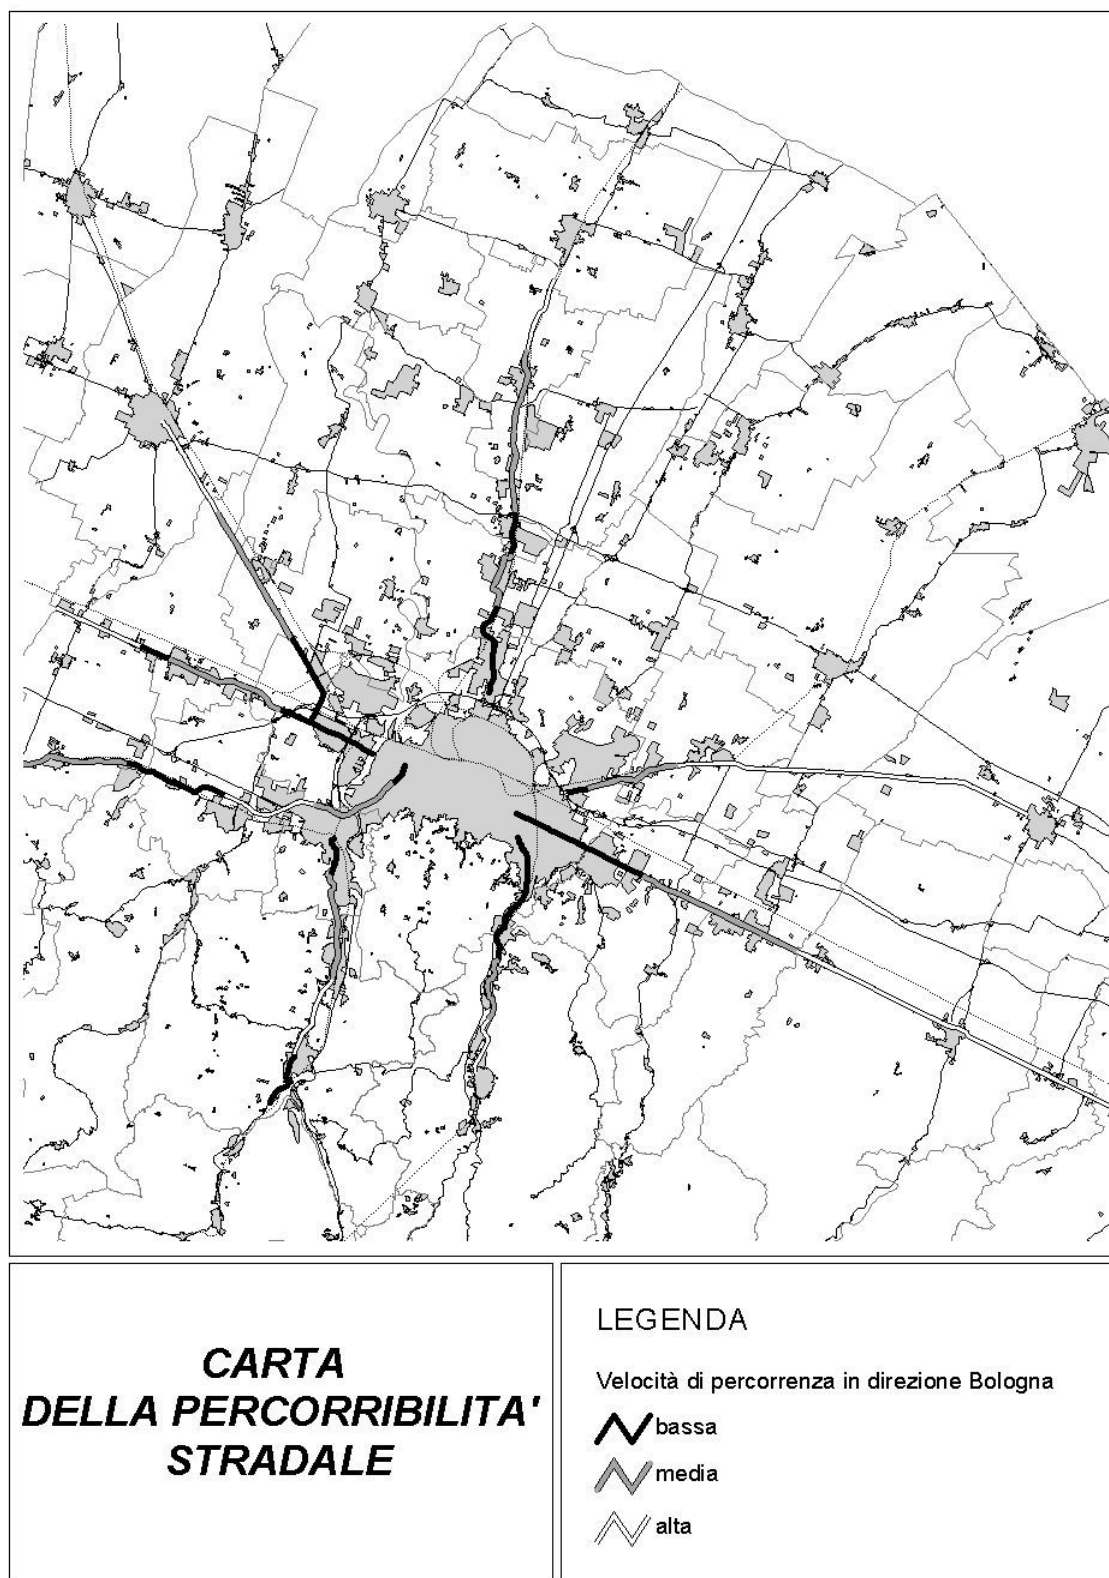 CARTA
DELLA PERCORRIBILITA'
STRADALE
LEGENDA
Velocità di percorrenza in direzione Bologna
bassa
media
alta